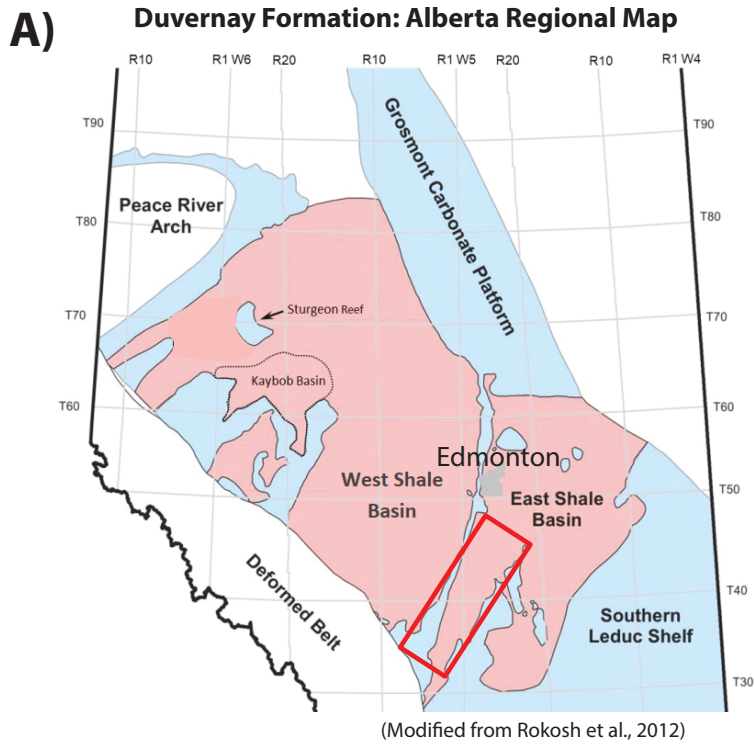 A)
Duvernay Formation: Alberta Regional Map
R10
R1 W6
R20
R10
R1 W5
R20
R10
R1 W4
T90
T90
Grosmont Carbonate Platform
Peace River
Arch
T80
T80
T70
Sturgeon Reef
T70
Kaybob Basin
T60
T60
Edmonton
West Shale
Basin
East Shale
Basin
T50
Deformed Belt
T40
Southern
Leduc Shelf
T30
(Modified from Rokosh et al., 2012)